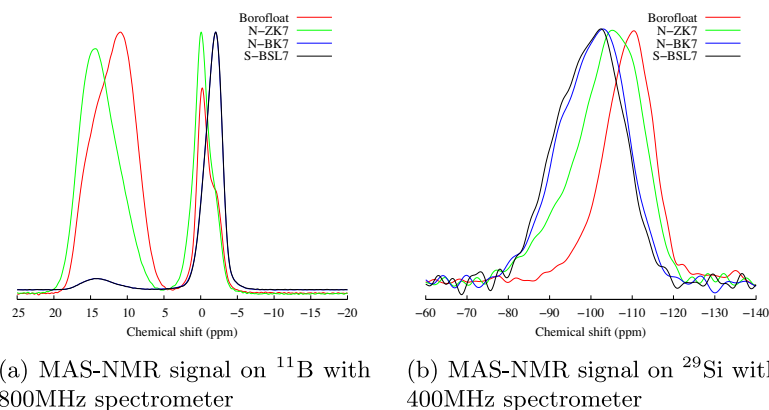 Borofloat
N-ZK7
N-BK7
S-BSL7
25 20 15 10 5 0 −5 −10 −15 −20
Chemical shift (ppm)
Borofloat
N-ZK7
N-BK7
S-BSL7
−60 −70 −80 −90 −100 −110 −120 −130 −140
Chemical shift (ppm)
(a) MAS-NMR signal on ¹¹B with
800MHz spectrometer
(b) MAS-NMR signal on ²⁹Si with
400MHz spectrometer